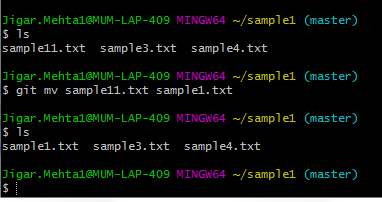 Jigar.Mehta1@MUM-LAP-409 MINGW64 ~/sample1 (master)
$ ls
sample11.txt  sample3.txt  sample4.txt
Jigar.Mehta1@MUM-LAP-409 MINGW64 ~/sample1 (master)
$ git mv sample11.txt sample1.txt
Jigar.Mehta1@MUM-LAP-409 MINGW64 ~/sample1 (master)
$ ls
sample1.txt  sample3.txt  sample4.txt
Jigar.Mehta1@MUM-LAP-409 MINGW64 ~/sample1 (master)
$